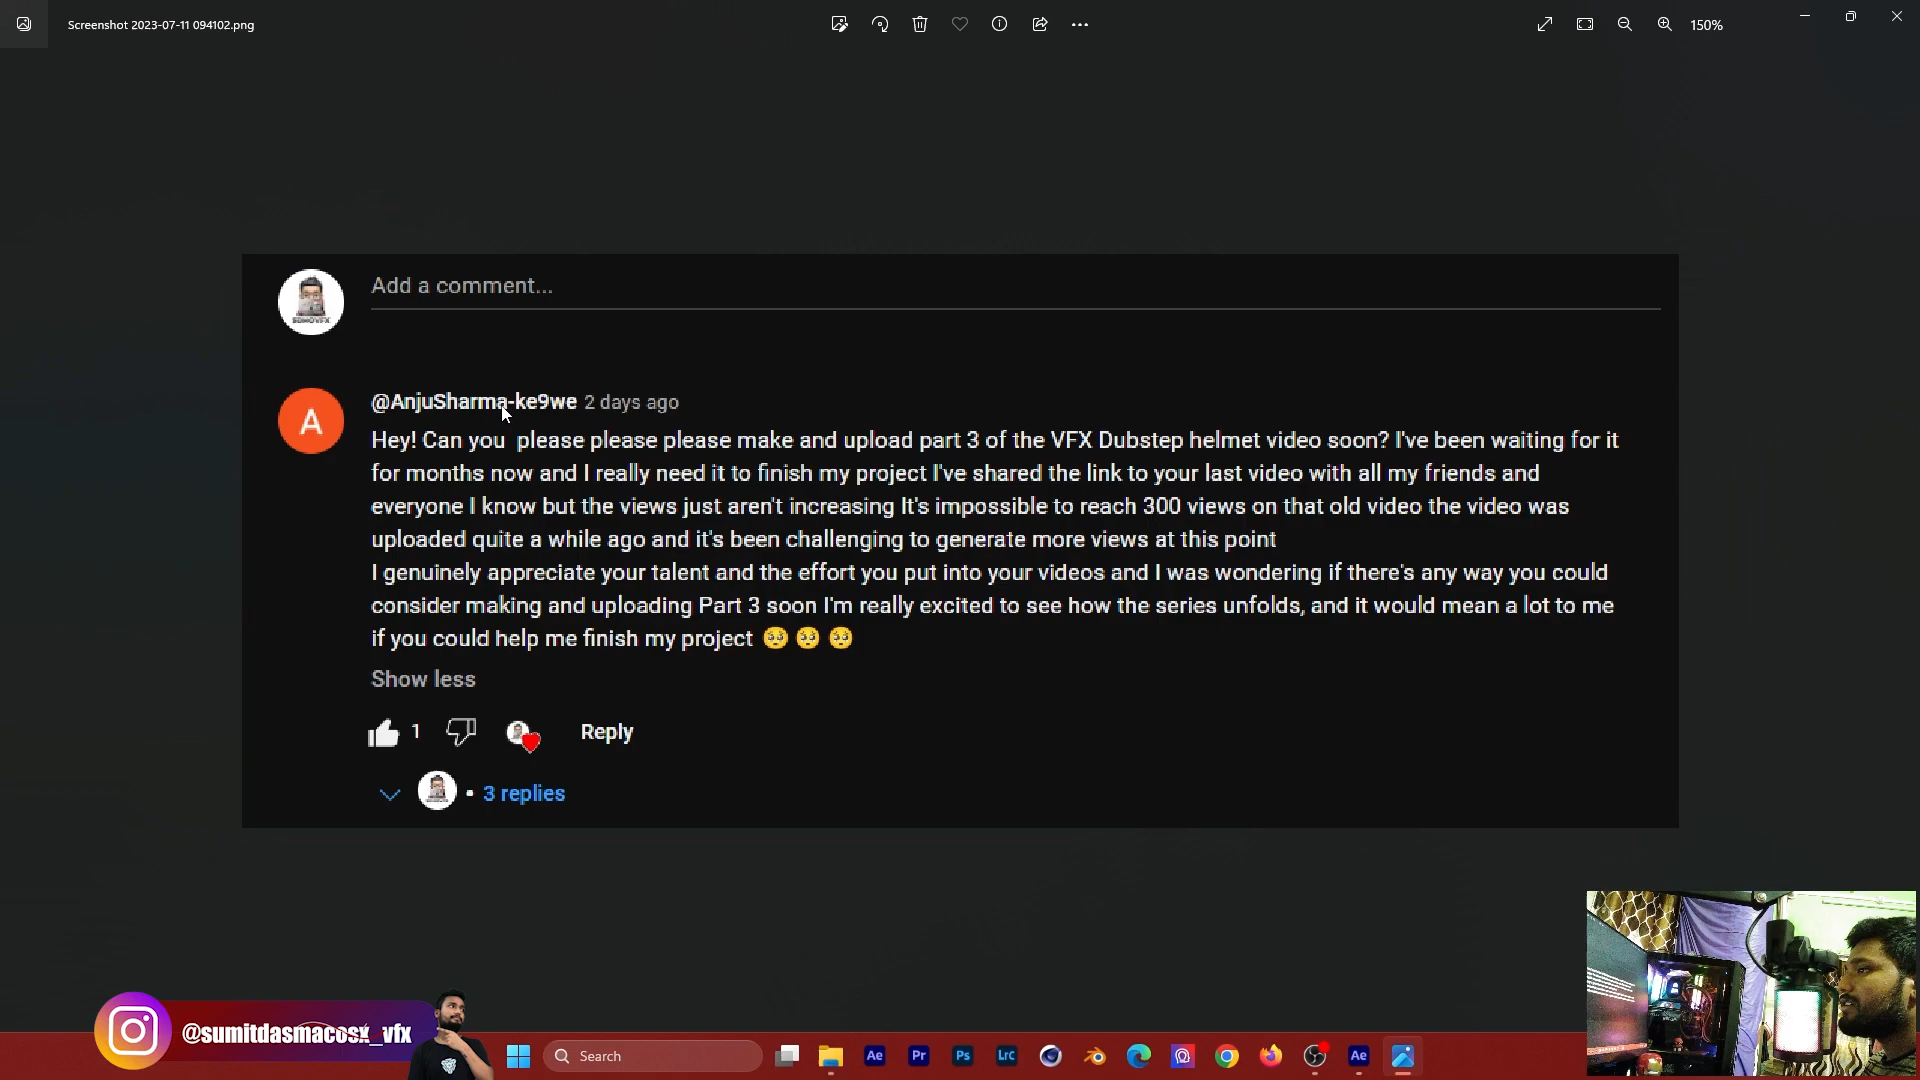 Screenshot 2023-07-11 094102.png
150%
Add a comment...
@AnjuSharma-ke9we 2 days ago
Hey! Can you  please please please make and upload part 3 of the VFX Dubstep helmet video soon? I've been waiting for it
for months now and I really need it to finish my project I've shared the link to your last video with all my friends and
everyone I know but the views just aren't increasing It's impossible to reach 300 views on that old video the video was
uploaded quite a while ago and it's been challenging to generate more views at this point
I genuinely appreciate your talent and the effort you put into your videos and I was wondering if there's any way you could
consider making and uploading Part 3 soon I'm really excited to see how the series unfolds, and it would mean a lot to me
if you could help me finish my project 🥺 🥺 🥺
Show less
1 Reply
• 3 replies
A
@sumitdasmacosx_vfx
Search
Ae Pr Ps LrC Ae